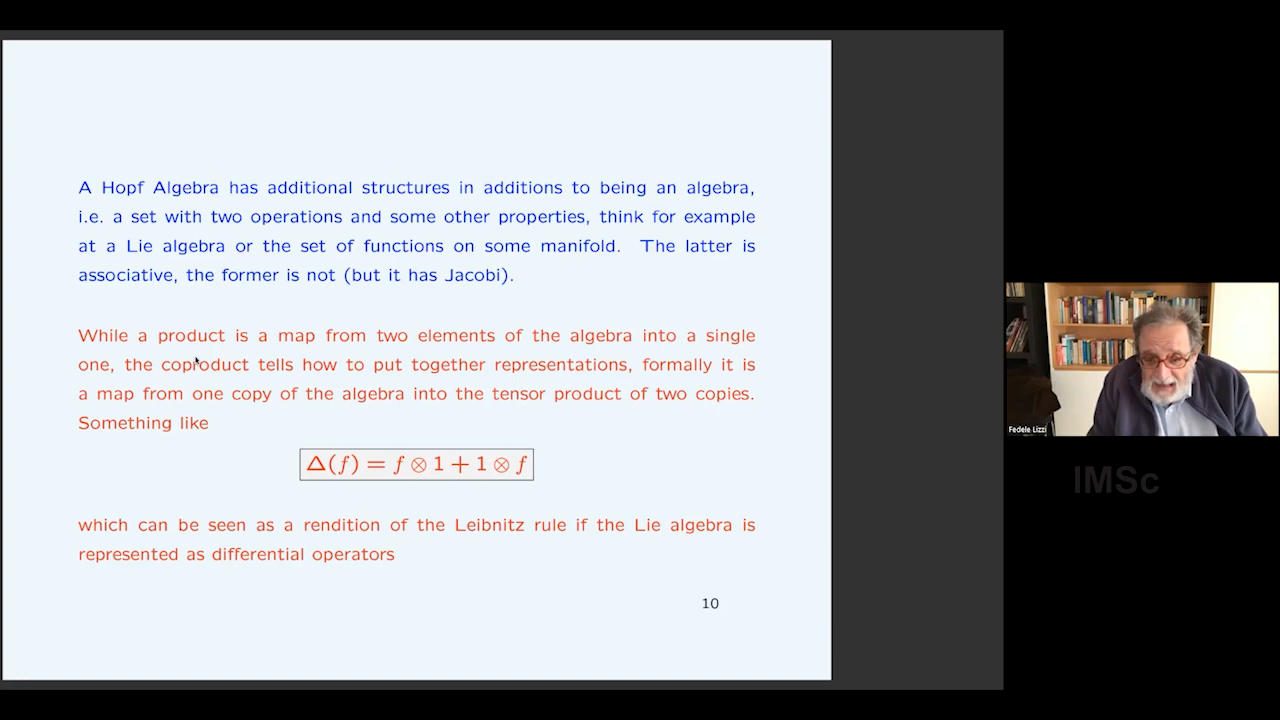 A Hopf Algebra has additional structures in additions to being an algebra,
i.e. a set with two operations and some other properties, think for example
at a Lie algebra or the set of functions on some manifold. The latter is
associative, the former is not (but it has Jacobi).
While a product is a map from two elements of the algebra into a single
one, the coproduct tells how to put together representations, formally it is
a map from one copy of the algebra into the tensor product of two copies.
Something like
Δ(f) = f ⊗ 1 + 1 ⊗ f
which can be seen as a rendition of the Leibnitz rule if the Lie algebra is
represented as differential operators
10
Fedele Lizzi
IMSc